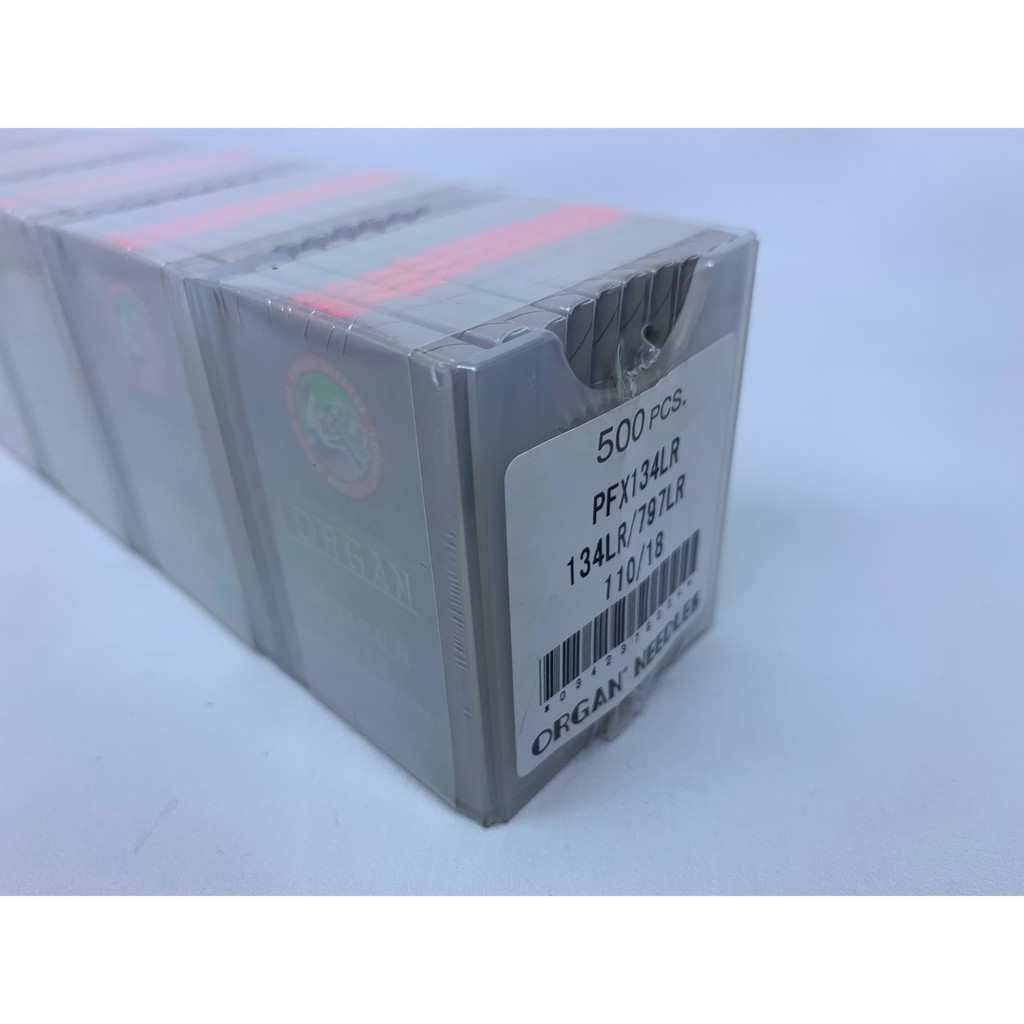 500 PCS.
PFX134LR
134LR/797LR
110/18
ORGAN® NEEDLES
ORGAN